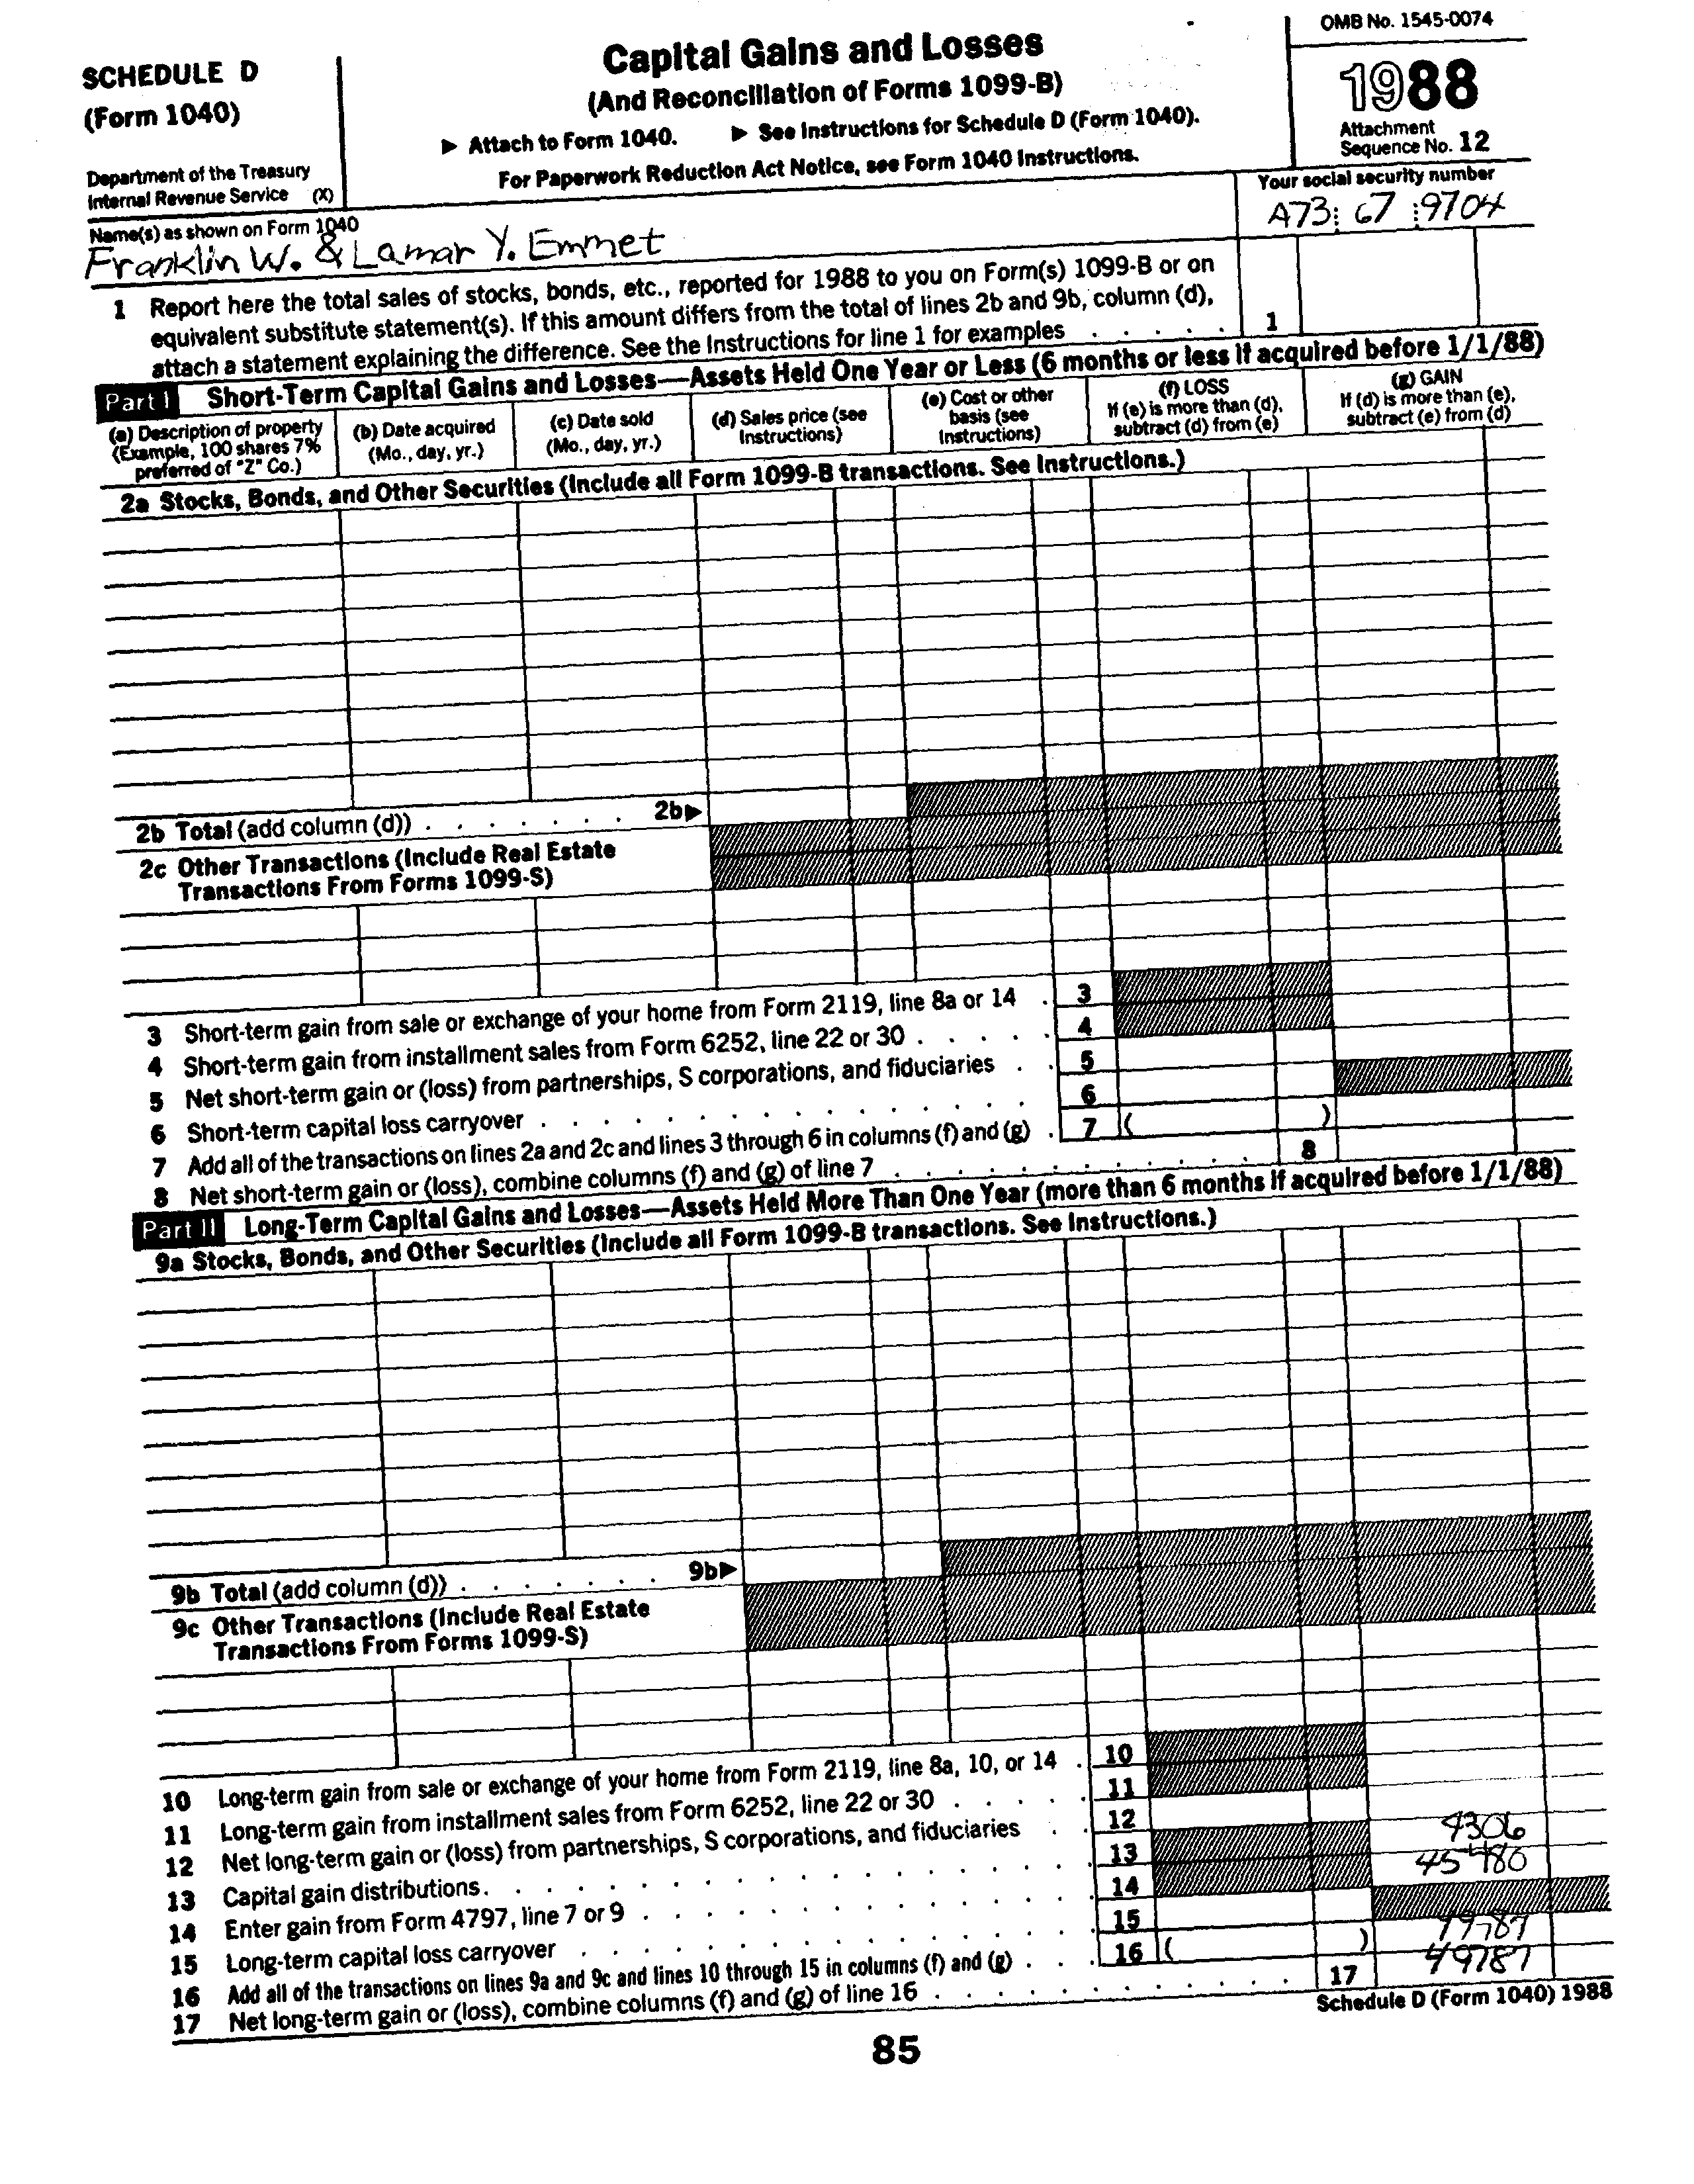 SCHEDULE D
(Form 1040)
Department of the Treasury
Internal Revenue Service (X)
Capital Gains and Losses
(And Reconciliation of Forms 1099-B)
▶ Attach to Form 1040. ▶ See Instructions for Schedule D (Form 1040).
For Paperwork Reduction Act Notice, see Form 1040 Instructions.
OMB No. 1545-0074
1988
Attachment
Sequence No. 12
Name(s) as shown on Form 1040
Franklin W. & Lamar Y. Emmet
Your social security number
A73 67 9704
1 Report here the total sales of stocks, bonds, etc., reported for 1988 to you on Form(s) 1099-B or on
equivalent substitute statement(s). If this amount differs from the total of lines 2b and 9b, column (d),
attach a statement explaining the difference. See the Instructions for line 1 for examples . . . . . 1
Part I Short-Term Capital Gains and Losses—Assets Held One Year or Less (6 months or less if acquired before 1/1/88)
(a) Description of property
(Example, 100 shares 7%
preferred of "Z" Co.)
(b) Date acquired
(Mo., day, yr.)
(c) Date sold
(Mo., day, yr.)
(d) Sales price (see
Instructions)
(e) Cost or other
basis (see
Instructions)
(f) LOSS
If (e) is more than (d),
subtract (d) from (e)
(g) GAIN
If (d) is more than (e),
subtract (e) from (d)
2a Stocks, Bonds, and Other Securities (Include all Form 1099-B transactions. See Instructions.)
2b Total (add column (d)) . . . . . . . 2b▶
2c Other Transactions (Include Real Estate
Transactions From Forms 1099-S)
3 Short-term gain from sale or exchange of your home from Form 2119, line 8a or 14 . 3
4 Short-term gain from installment sales from Form 6252, line 22 or 30 . . . . . 4
5 Net short-term gain or (loss) from partnerships, S corporations, and fiduciaries . . 5
6 Short-term capital loss carryover . . . . . . . . . . . . . 6
7 Add all of the transactions on lines 2a and 2c and lines 3 through 6 in columns (f) and (g) . 7 ( )
8 Net short-term gain or (loss), combine columns (f) and (g) of line 7 . . . . . . . . . . . . 8
Part II Long-Term Capital Gains and Losses—Assets Held More Than One Year (more than 6 months if acquired before 1/1/88)
9a Stocks, Bonds, and Other Securities (Include all Form 1099-B transactions. See Instructions.)
9b Total (add column (d)) . . . . . . . 9b▶
9c Other Transactions (Include Real Estate
Transactions From Forms 1099-S)
10 Long-term gain from sale or exchange of your home from Form 2119, line 8a, 10, or 14 . 10
11 Long-term gain from installment sales from Form 6252, line 22 or 30 . . . . . 11
12 Net long-term gain or (loss) from partnerships, S corporations, and fiduciaries . . 12
13 Capital gain distributions . . . . . . . . . . . . . . 13 4306
14 Enter gain from Form 4797, line 7 or 9 . . . . . . . . . . . 14 45480
15 Long-term capital loss carryover . . . . . . . . . . . . . 15
16 Add all of the transactions on lines 9a and 9c and lines 10 through 15 in columns (f) and (g) . . . 16 ( ) 49787
17 Net long-term gain or (loss), combine columns (f) and (g) of line 16 . . . . . . . . . . . 17 49787
Schedule D (Form 1040) 1988
85